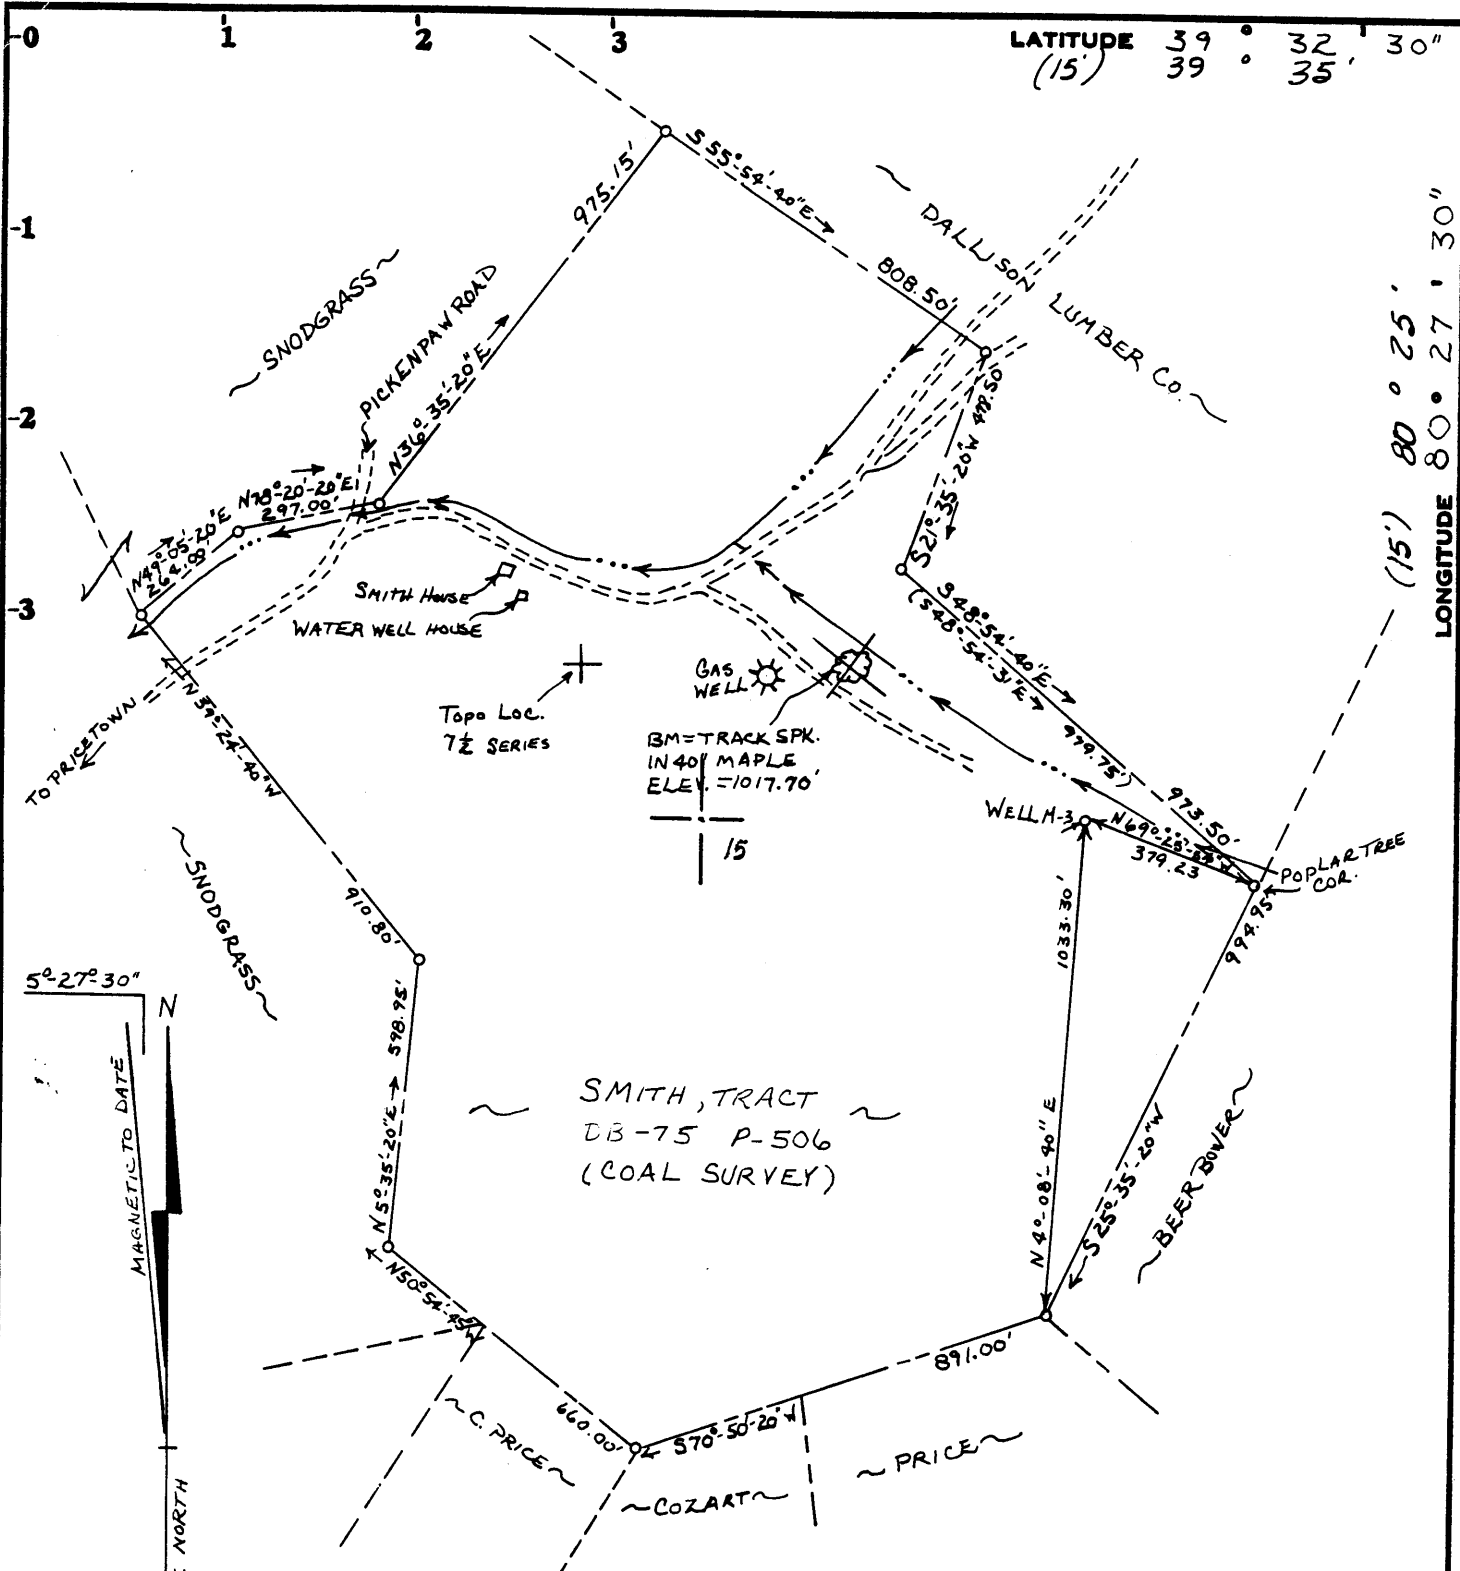 -0 1 2 3
LATITUDE 39 ° 32 ' 30"
(15') 39 ° 35'
-1
-2
-3
(15') 80 ° 25'
LONGITUDE 80 ° 27 ' 30"
S 55°-54'-40"E
808.50'
975.15'
N36°-35'-20"E
~ DALLISON LUMBER CO. ~
~ SNODGRASS ~
PICKENPAW ROAD
N78°-20'-20"E
297.00'
N49°-05'-20"E
264.00'
S21°-35'-20"W 478.50'
S48°-54'-40"E
(S48°-54'-31"E
979.75')
973.50'
SMITH HOUSE
WATER WELL HOUSE
TOPO LOC.
7½ SERIES
GAS
WELL
BM=TRACK SPK.
IN 40" MAPLE
ELEV.=1017.70'
15
TO PRICETOWN
N39°-24'-40"W
910.80'
WELL M-3
379.23
POPLAR TREE
COR.
994.95'
1033.30'
N 4°-08'-40" E
S25°-35'-20"W
~ SNODGRASS ~
5°-27°-30"
N
MAGNETIC TO DATE
NORTH
598.95'
N5°35'-20"E
~ SMITH, TRACT ~
DB-75 P-506
(COAL SURVEY)
~ BEERBOWER ~
N50°-54'-45"W
660.00'
891.00'
S70°-50'-20"W
~ C. PRICE ~
~ COZART ~
~ PRICE ~